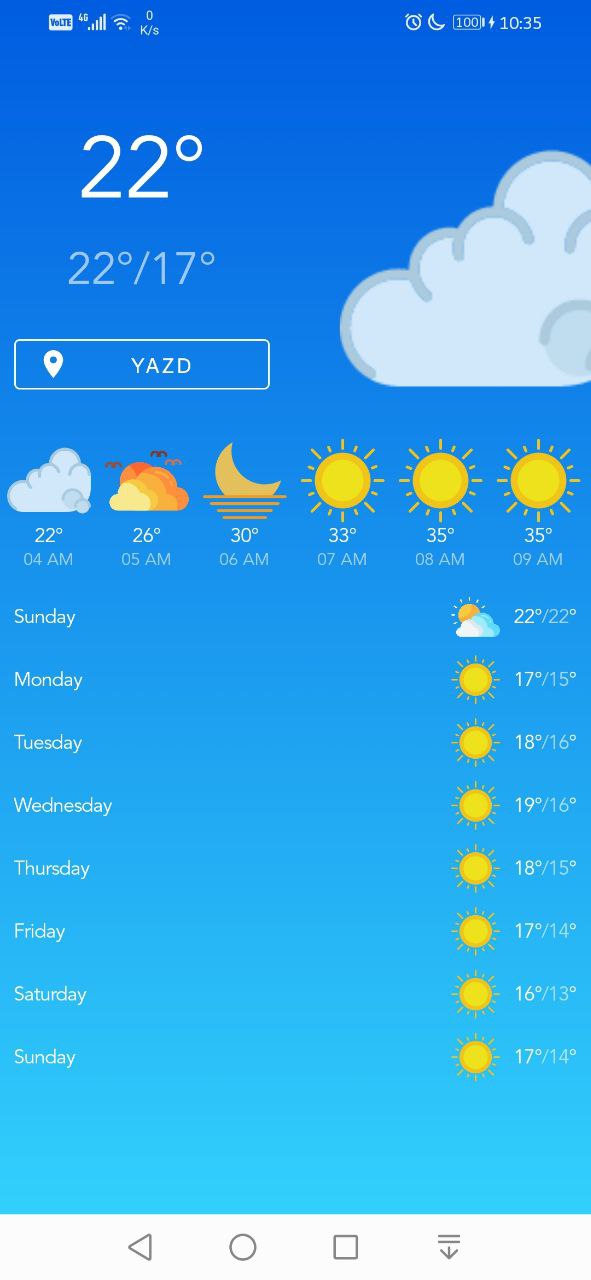 VoLTE 4G 0 K/s 100 10:35
22°
22°/17°
YAZD
22° 26° 30° 33° 35° 35°
04 AM 05 AM 06 AM 07 AM 08 AM 09 AM
Sunday 22°/22°
Monday 17°/15°
Tuesday 18°/16°
Wednesday 19°/16°
Thursday 18°/15°
Friday 17°/14°
Saturday 16°/13°
Sunday 17°/14°